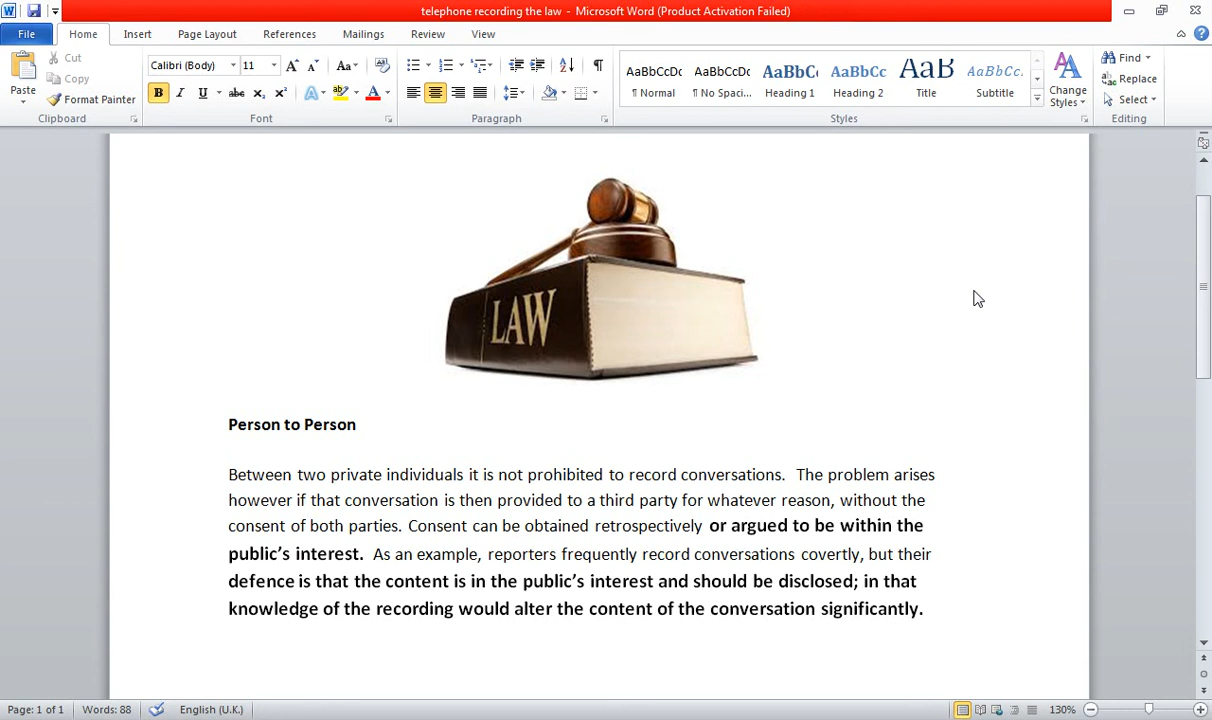 telephone recording the law - Microsoft Word (Product Activation Failed)
File Home Insert Page Layout References Mailings Review View
Paste
Cut
Copy
Format Painter
Clipboard
Calibri (Body) 11
Font
Paragraph
AaBbCcDc AaBbCcDc AaBbC AaBbCc AaB AaBbCc.
¶ Normal ¶ No Spaci... Heading 1 Heading 2 Title Subtitle
Change Styles
Styles
Find
Replace
Select
Editing
LAW
Person to Person
Between two private individuals it is not prohibited to record conversations. The problem arises
however if that conversation is then provided to a third party for whatever reason, without the
consent of both parties. Consent can be obtained retrospectively or argued to be within the
public’s interest. As an example, reporters frequently record conversations covertly, but their
defence is that the content is in the public’s interest and should be disclosed; in that
knowledge of the recording would alter the content of the conversation significantly.
Page: 1 of 1 Words: 88 English (U.K.) 130%